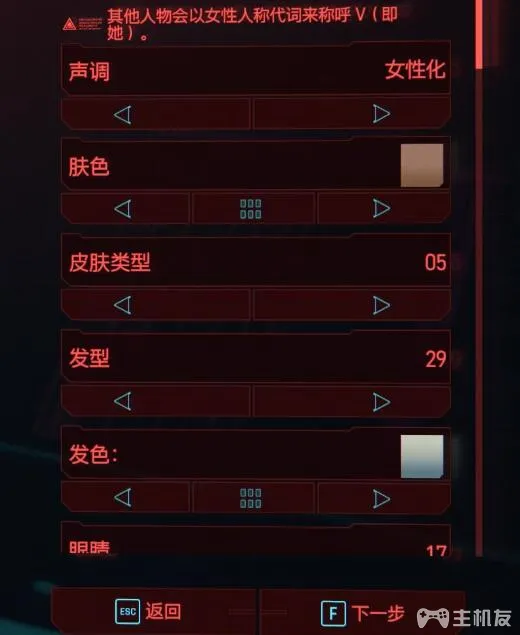 其他人物会以女性人称代词来称呼 V（即
她）。
声调 女性化
肤色
皮肤类型 05
发型 29
发色：
眼睛 17
ESC 返回 F 下一步
主机友